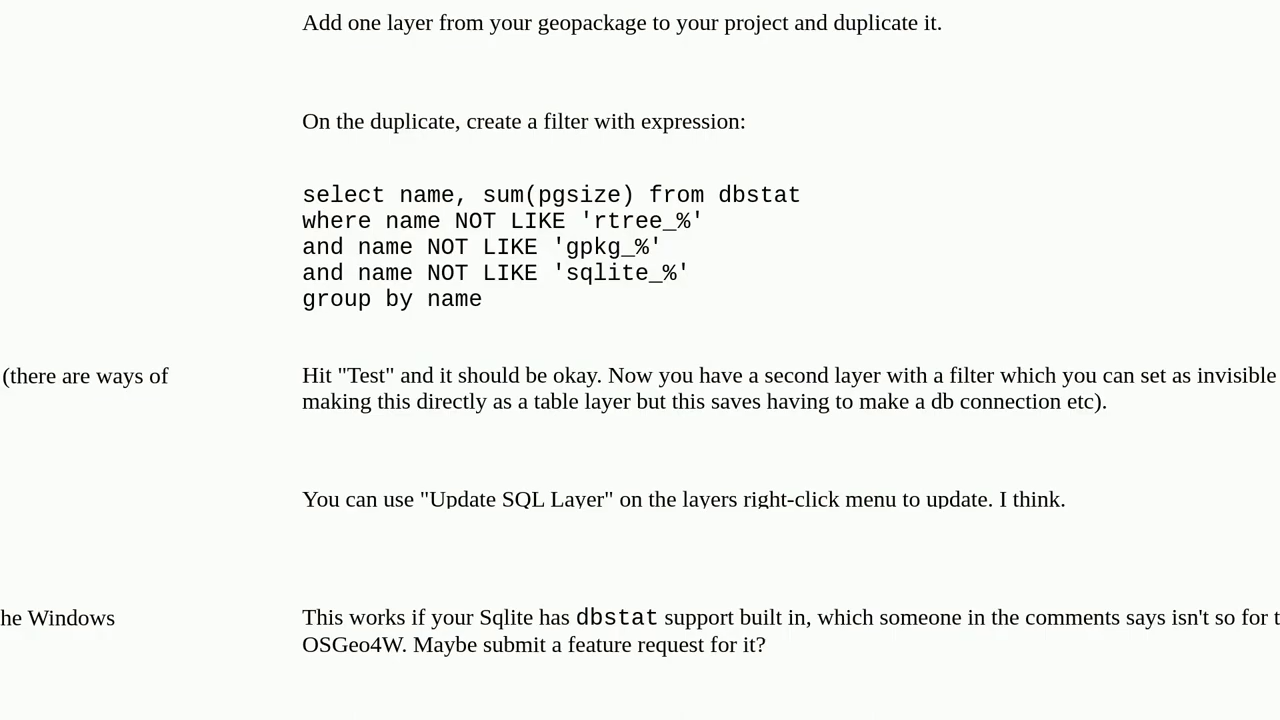 Add one layer from your geopackage to your project and duplicate it.
On the duplicate, create a filter with expression:
select name, sum(pgsize) from dbstat
where name NOT LIKE 'rtree_%'
and name NOT LIKE 'gpkg_%'
and name NOT LIKE 'sqlite_%'
group by name
Hit "Test" and it should be okay. Now you have a second layer with a filter which you can set as invisible
(there are ways of
making this directly as a table layer but this saves having to make a db connection etc).
You can use "Update SQL Layer" on the layers right-click menu to update. I think.
This works if your Sqlite has dbstat support built in, which someone in the comments says isn't so for t
he Windows
OSGeo4W. Maybe submit a feature request for it?